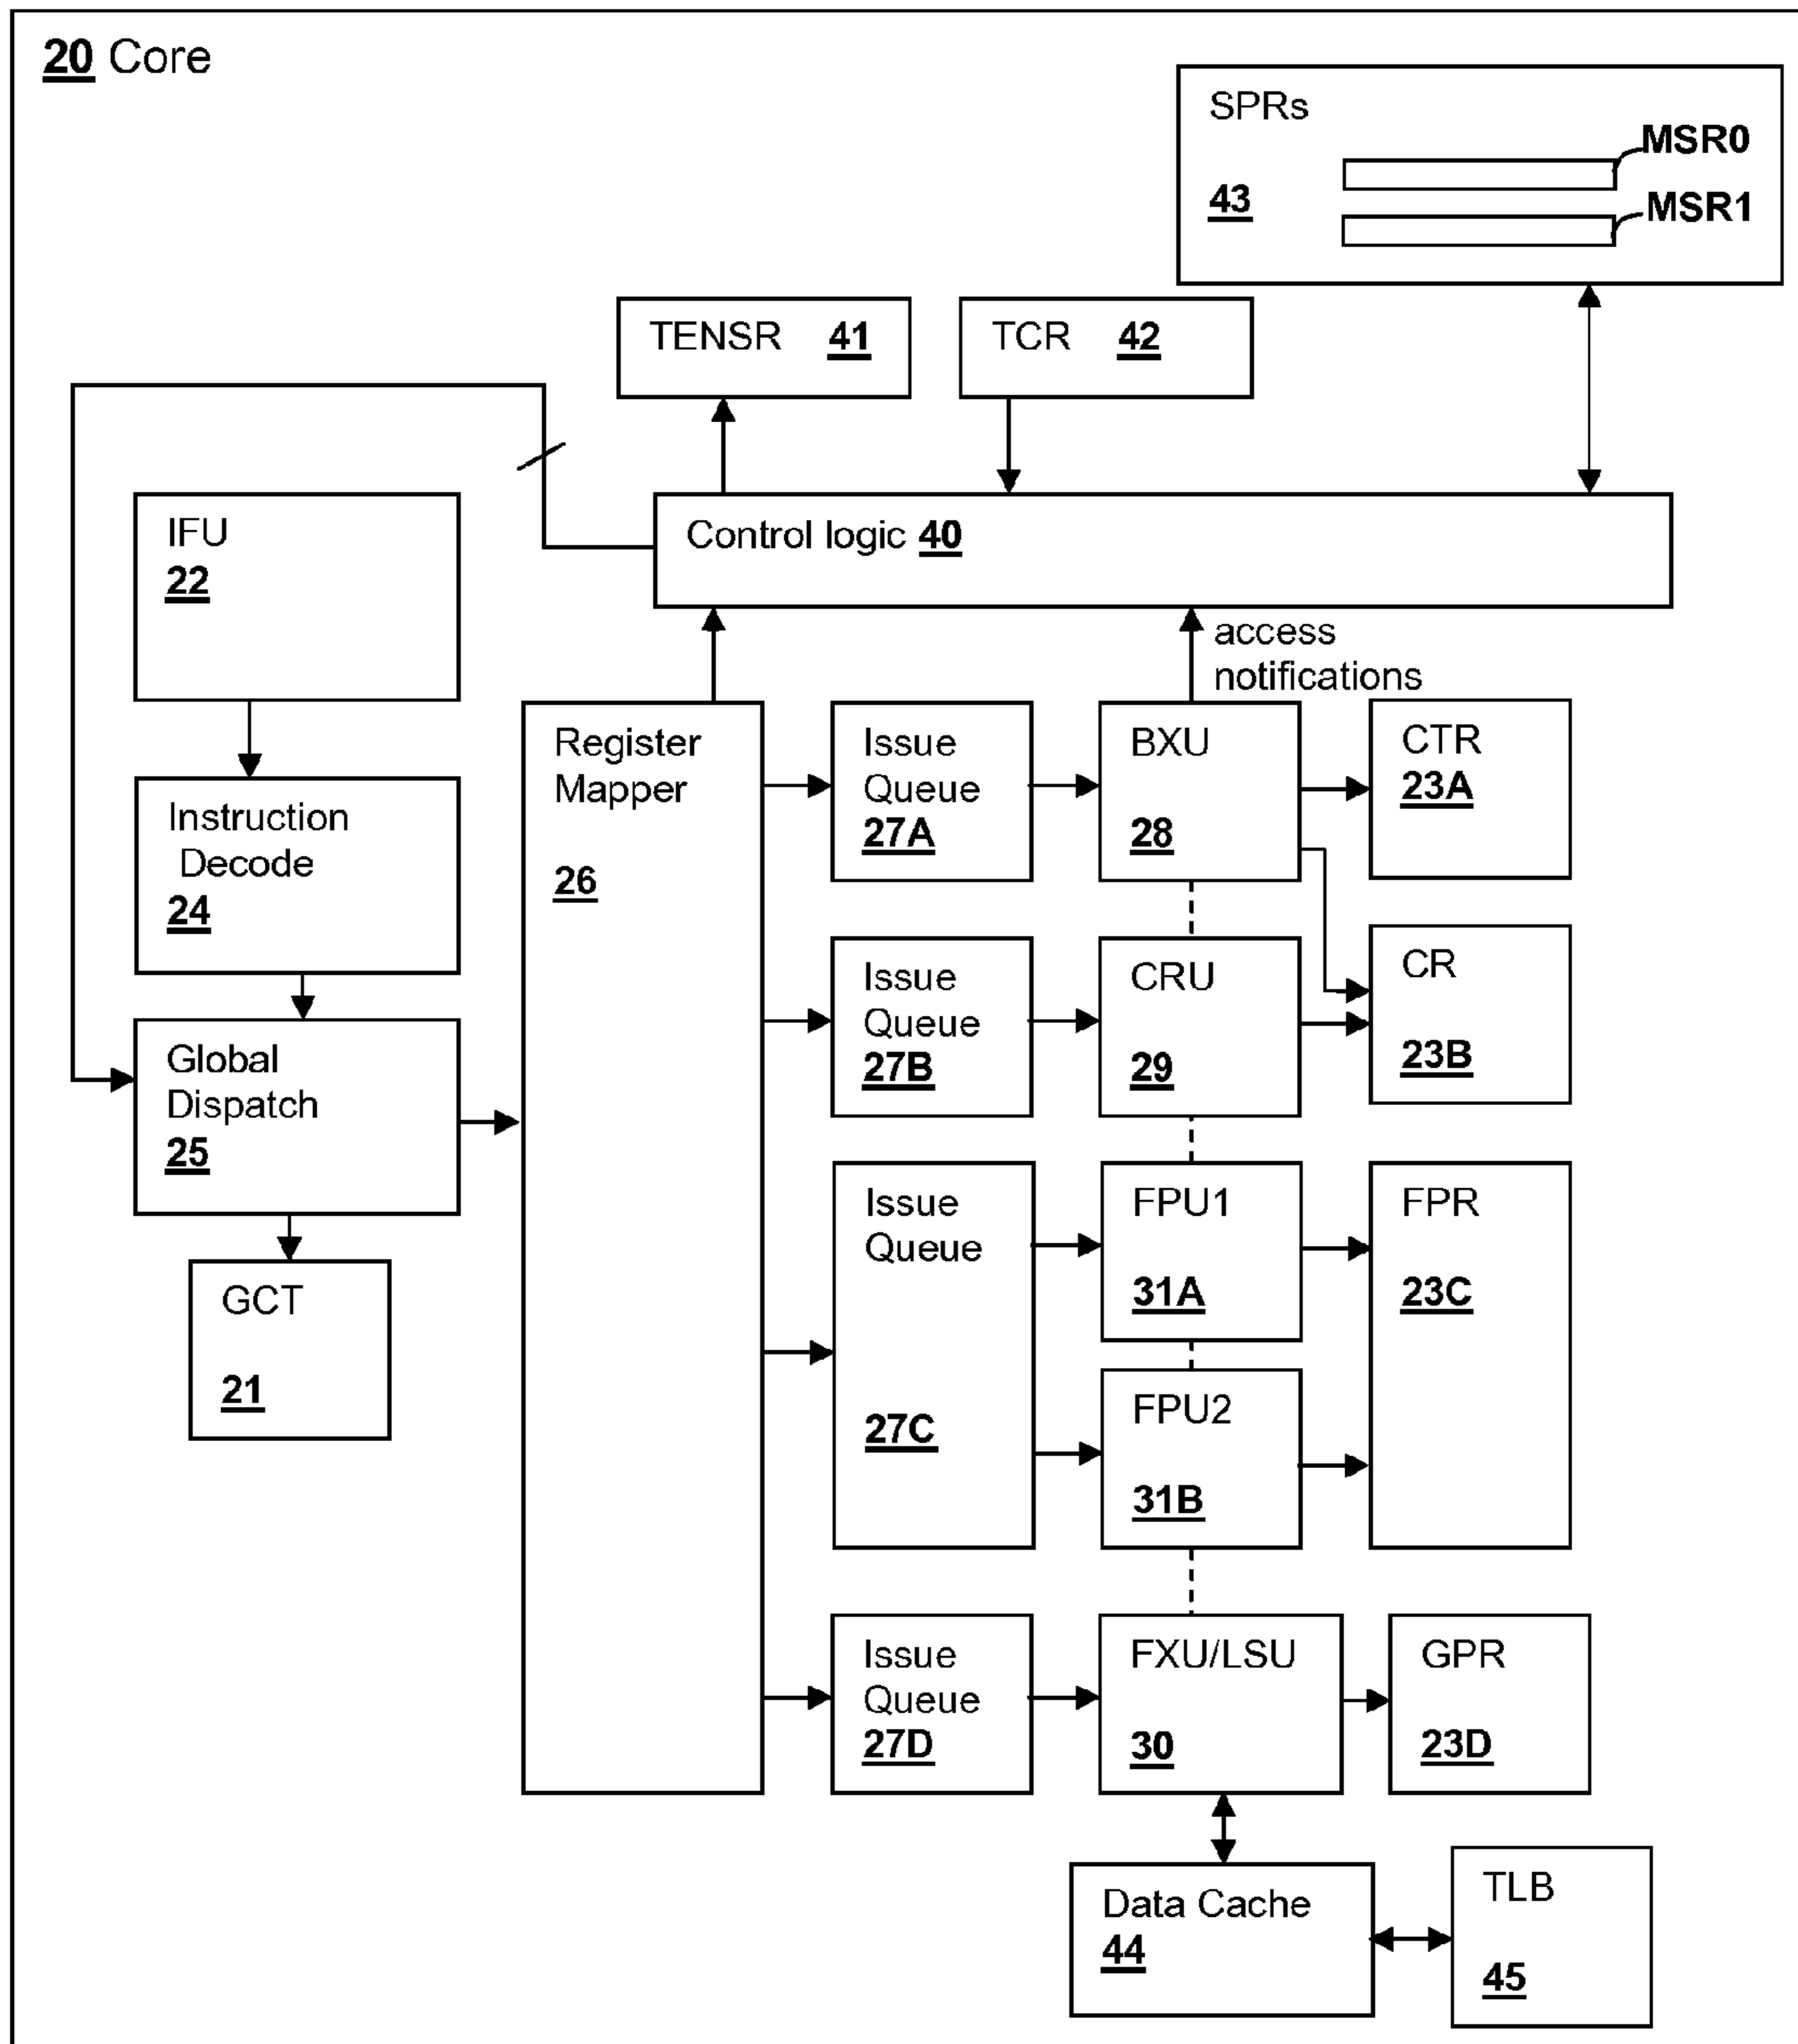 20 Core
SPRs
43
MSR0
MSR1
TENSR 41
TCR 42
Control logic 40
IFU
22
access
notifications
Instruction
Decode
24
Global
Dispatch
25
GCT
21
Register
Mapper
26
Issue
Queue
27A
BXU
28
CTR
23A
Issue
Queue
27B
CRU
29
CR
23B
Issue
Queue
27C
FPU1
31A
FPU2
31B
FPR
23C
Issue
Queue
27D
FXU/LSU
30
GPR
23D
Data Cache
44
TLB
45